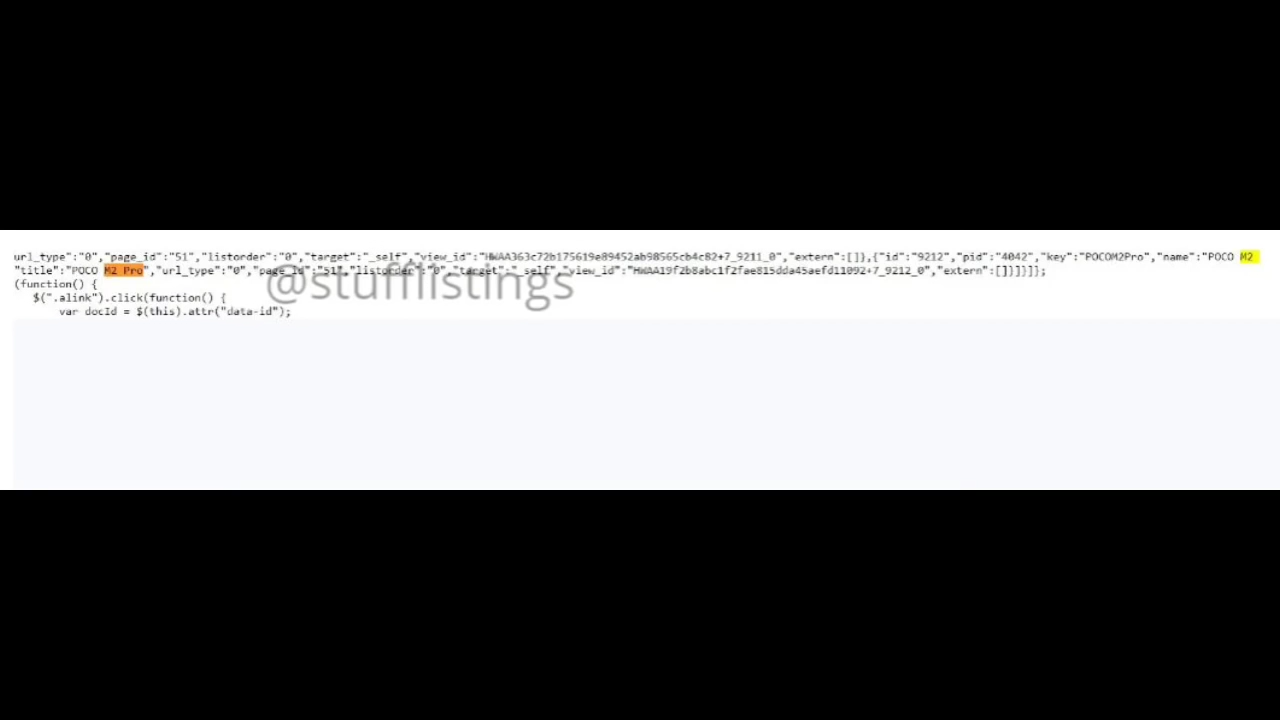 url_type":"0","page_id":"51","listorder":"0","target":"_self","view_id":"HWAA363c72b175619e89452ab98565cb4c82+7_9211_0","extern":[]},{"id":"9212","pid":"4042","key":"POCOM2Pro","name":"POCO M2
"title":"POCO M2 Pro","url_type":"0","page_id":"51","listorder":"0","target":"_self","view_id":"HWAA19f2b8abc1f2fae815dda45aefd11092+7_9212_0","extern":[]}]}]};
@stufflistings
(function() {
$(".alink").click(function() {
var docId = $(this).attr("data-id");